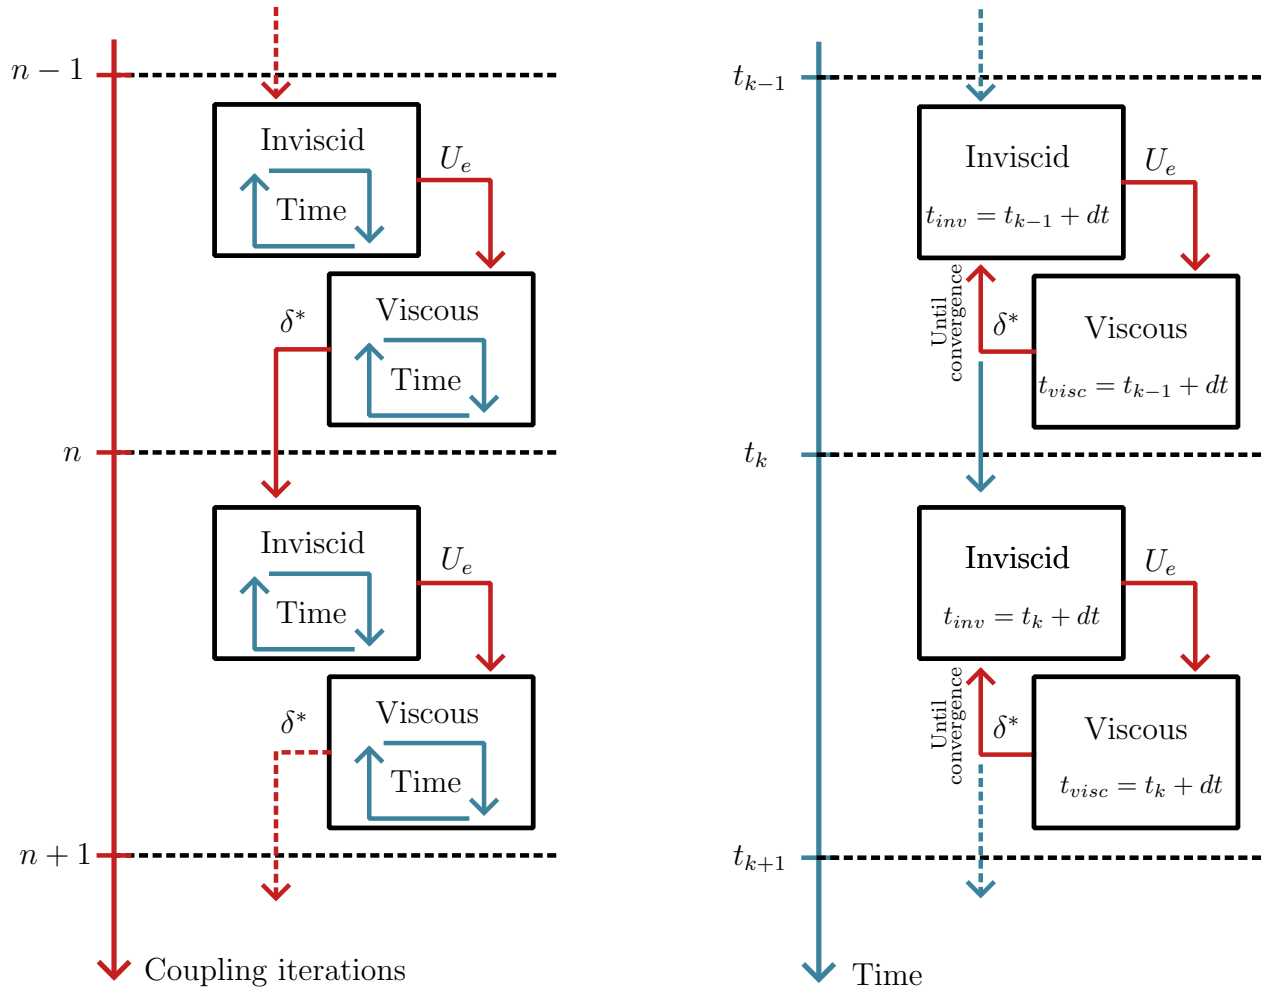 n − 1
Inviscid
Time
U_e
Viscous
Time
δ*
n
Inviscid
Time
U_e
Viscous
Time
δ*
n + 1
Coupling iterations
t_{k−1}
Inviscid
t_{inv} = t_{k−1} + dt
U_e
Until
convergence
δ*
Viscous
t_{visc} = t_{k−1} + dt
t_k
Inviscid
t_{inv} = t_k + dt
U_e
Until
convergence
δ*
Viscous
t_{visc} = t_k + dt
t_{k+1}
Time